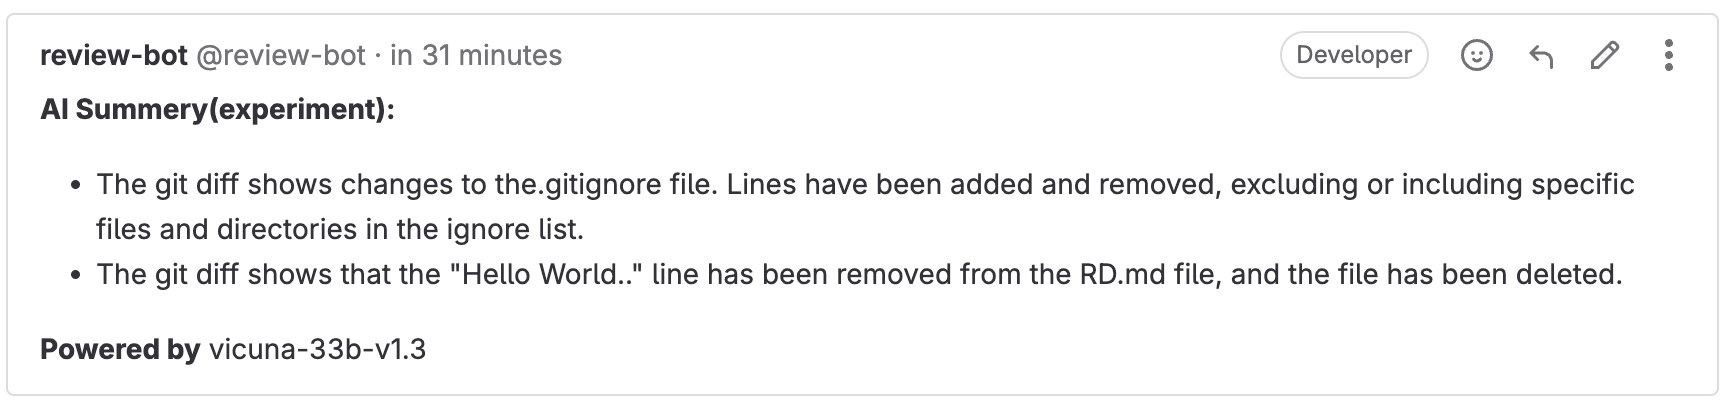 review-bot @review-bot · in 31 minutes Developer
AI Summery(experiment):
• The git diff shows changes to the.gitignore file. Lines have been added and removed, excluding or including specific
files and directories in the ignore list.
• The git diff shows that the "Hello World.." line has been removed from the RD.md file, and the file has been deleted.
Powered by vicuna-33b-v1.3